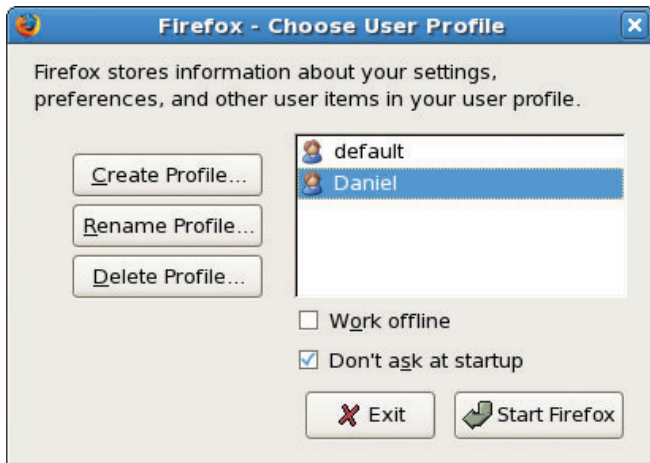 Firefox - Choose User Profile
Firefox stores information about your settings,
preferences, and other user items in your user profile.
default
Create Profile...
Daniel
Rename Profile...
Delete Profile...
Work offline
Don't ask at startup
Exit
Start Firefox